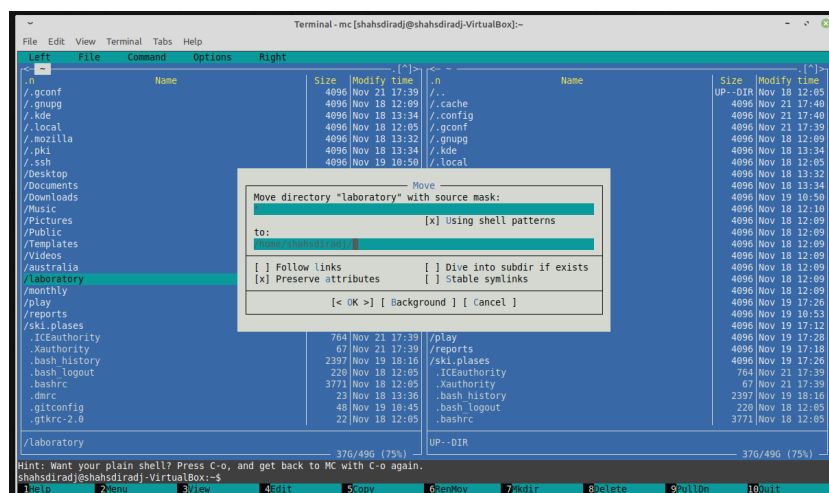 Terminal - mc [shahsdiradj@shahsdiradj-VirtualBox]:~
File Edit View Terminal Tabs Help
Left File Command Options Right
<- ~ .[^]> <- ~ .[^]>
.n Name Size Modify time .n Name Size Modify time
/.gconf 4096 Nov 21 17:39 /.. UP--DIR Nov 18 12:05
/.gnupg 4096 Nov 18 12:09 /.cache 4096 Nov 21 17:40
/.kde 4096 Nov 18 13:34 /.config 4096 Nov 21 17:40
/.local 4096 Nov 18 12:05 /.gconf 4096 Nov 21 17:39
/.mozilla 4096 Nov 18 13:32 /.gnupg 4096 Nov 18 12:09
/.pki 4096 Nov 18 13:34 /.kde 4096 Nov 18 13:34
/.ssh 4096 Nov 19 10:50 /.local 4096 Nov 18 12:05
/Desktop 4096 Nov 18 13:32
/Documents 4096 Nov 18 13:34
/Downloads 4096 Nov 19 10:50
/Music 4096 Nov 18 12:10
/Pictures 4096 Nov 18 12:09
/Public 4096 Nov 18 12:09
/Templates 4096 Nov 18 12:09
/Videos 4096 Nov 18 12:09
/australia 4096 Nov 18 12:09
/laboratory 4096 Nov 18 12:09
/monthly 4096 Nov 18 12:09
/play 4096 Nov 19 17:26
/reports 4096 Nov 19 10:53
/ski.plases 4096 Nov 19 17:12
.ICEauthority 764 Nov 21 17:39 /play 4096 Nov 19 17:28
.Xauthority 67 Nov 21 17:39 /reports 4096 Nov 19 17:18
.bash_history 2397 Nov 19 18:16 /ski.plases 4096 Nov 19 17:26
.bash_logout 220 Nov 18 12:05 .ICEauthority 764 Nov 21 17:39
.bashrc 3771 Nov 18 12:05 .Xauthority 67 Nov 21 17:39
.dmrc 23 Nov 18 13:36 .bash_history 2397 Nov 19 18:16
.gitconfig 48 Nov 19 10:45 .bash_logout 220 Nov 18 12:05
.gtkrc-2.0 22 Nov 18 12:05 .bashrc 3771 Nov 18 12:05
Move
Move directory "laboratory" with source mask:
*
[x] Using shell patterns
to:
/home/shahsdiradj/
[ ] Follow links [ ] Dive into subdir if exists
[x] Preserve attributes [ ] Stable symlinks
[< OK >] [ Background ] [ Cancel ]
/laboratory UP--DIR
37G/49G (75%) 37G/49G (75%)
Hint: Want your plain shell? Press C-o, and get back to MC with C-o again.
shahsdiradj@shahsdiradj-VirtualBox:~$
1Help 2Menu 3View 4Edit 5Copy 6RenMov 7Mkdir 8Delete 9PullDn 10Quit